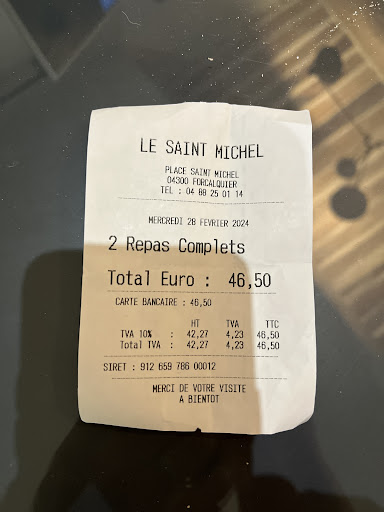 LE SAINT MICHEL
PLACE SAINT MICHEL
04300 FORCALQUIER
TEL : 04 88 25 01 14
MERCREDI 28 FEVRIER 2024
2 Repas Complets
Total Euro : 46,50
CARTE BANCAIRE : 46,50
HT TVA TTC
TVA 10% : 42,27 4,23 46,50
Total TVA : 42,27 4,23 46,50
SIRET : 912 659 786 00012
MERCI DE VOTRE VISITE
A BIENTOT